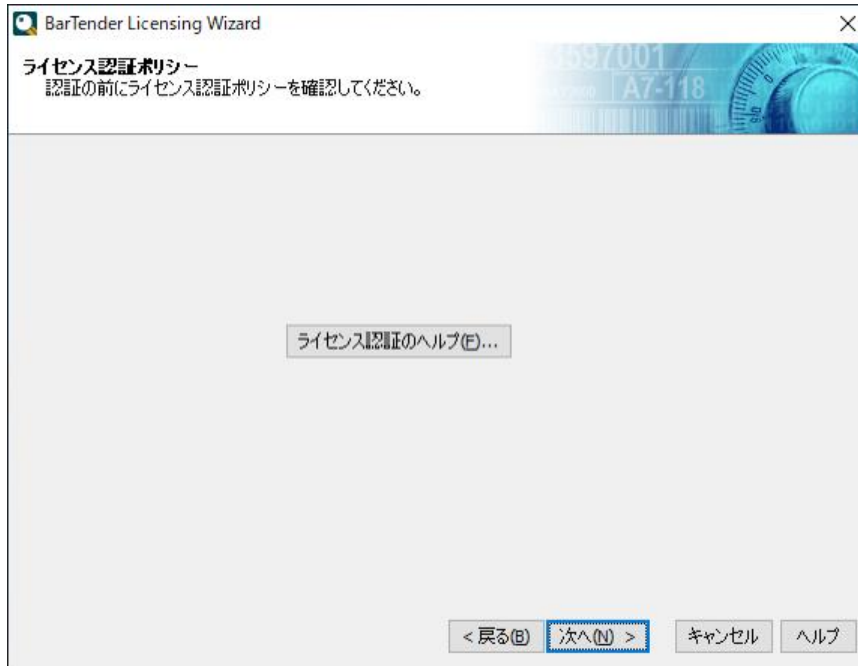 BarTender Licensing Wizard
ライセンス認証ポリシー
認証の前にライセンス認証ポリシーを確認してください。
3597001
A7-118
ライセンス認証のヘルプ(F)...
< 戻る(B)
次へ(N) >
キャンセル
ヘルプ